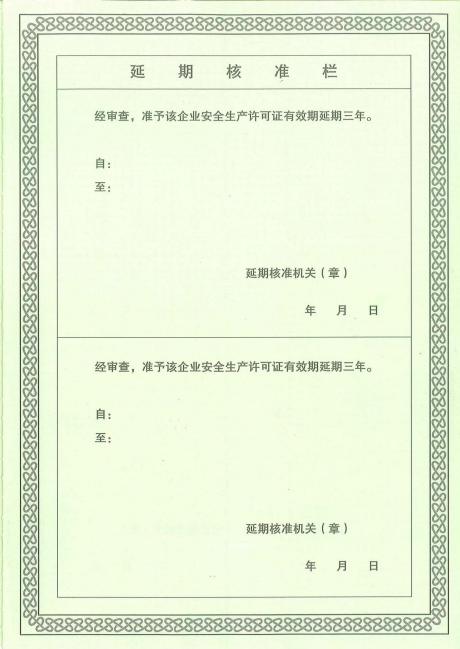 延期核准栏
经审查，准予该企业安全生产许可证有效期延期三年。
自：
至：
延期核准机关（章）
年 月 日
经审查，准予该企业安全生产许可证有效期延期三年。
自：
至：
延期核准机关（章）
年 月 日